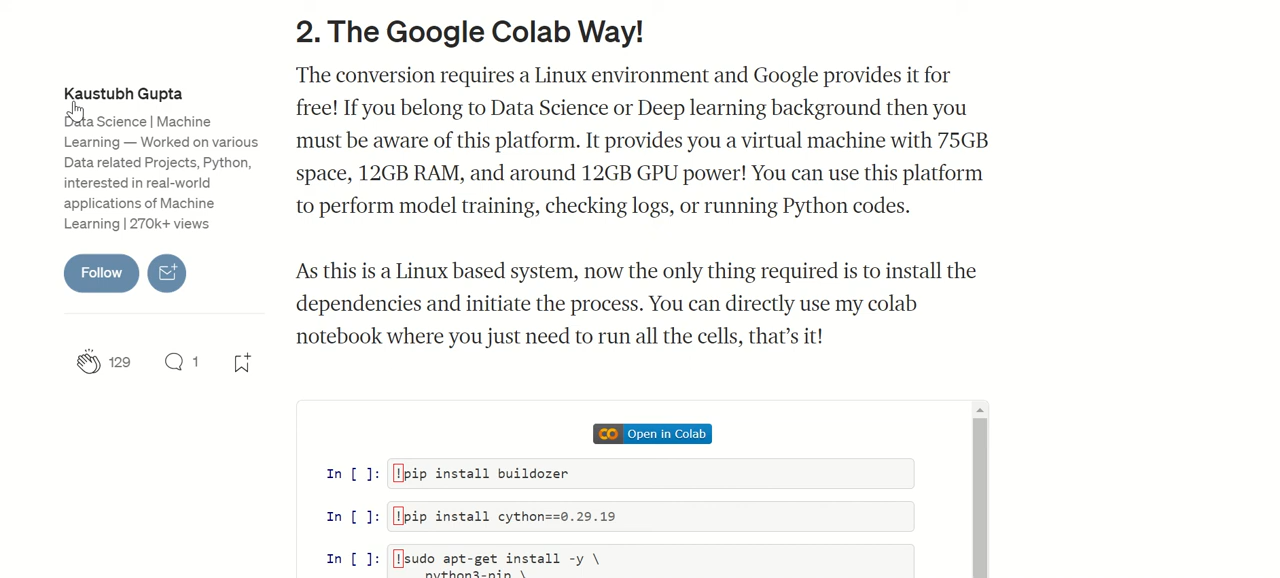 2. The Google Colab Way!
Kaustubh Gupta
Data Science | Machine
Learning — Worked on various
Data related Projects, Python,
interested in real-world
applications of Machine
Learning | 270k+ views
Follow
129
1
The conversion requires a Linux environment and Google provides it for
free! If you belong to Data Science or Deep learning background then you
must be aware of this platform. It provides you a virtual machine with 75GB
space, 12GB RAM, and around 12GB GPU power! You can use this platform
to perform model training, checking logs, or running Python codes.
As this is a Linux based system, now the only thing required is to install the
dependencies and initiate the process. You can directly use my colab
notebook where you just need to run all the cells, that's it!
Open in Colab
In [ ]: !pip install buildozer
In [ ]: !pip install cython==0.29.19
In [ ]: !sudo apt-get install -y \
python3-pip \